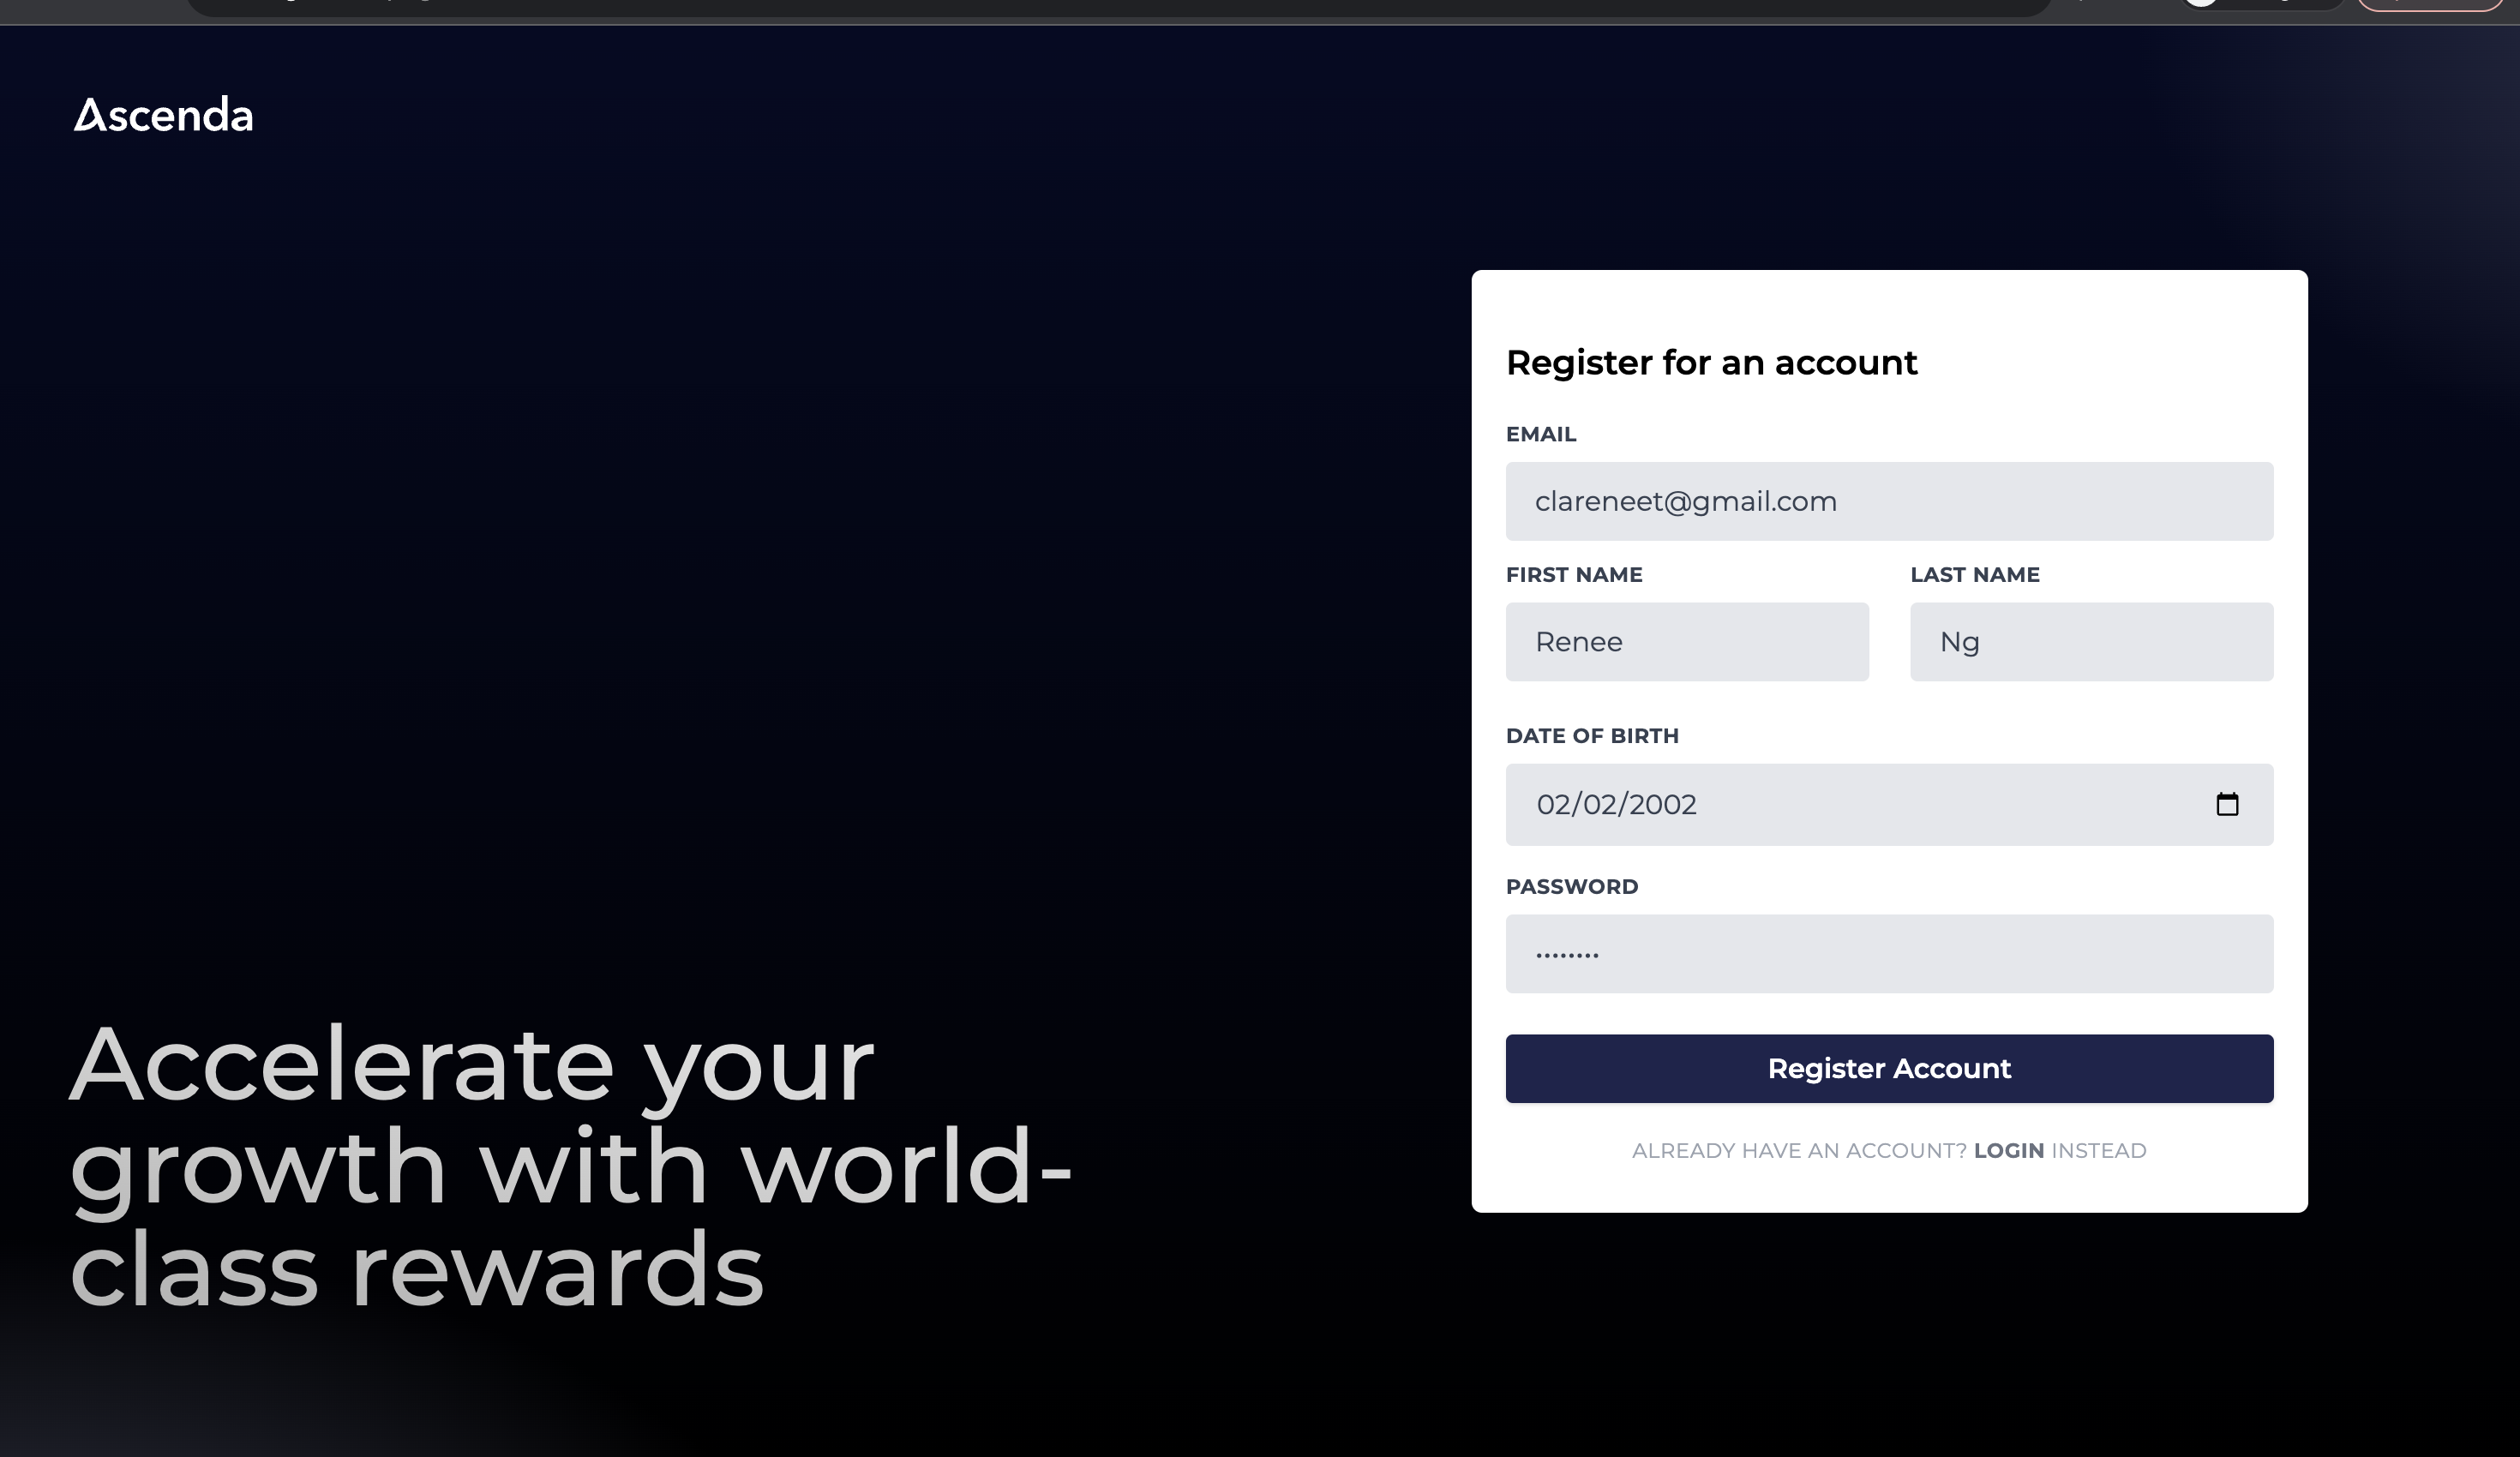 Ascenda
Register for an account
EMAIL
clareneet@gmail.com
FIRST NAME
LAST NAME
Renee
Ng
DATE OF BIRTH
02/02/2002
PASSWORD
••••••••
Register Account
ALREADY HAVE AN ACCOUNT? LOGIN INSTEAD
Accelerate your
growth with world-
class rewards